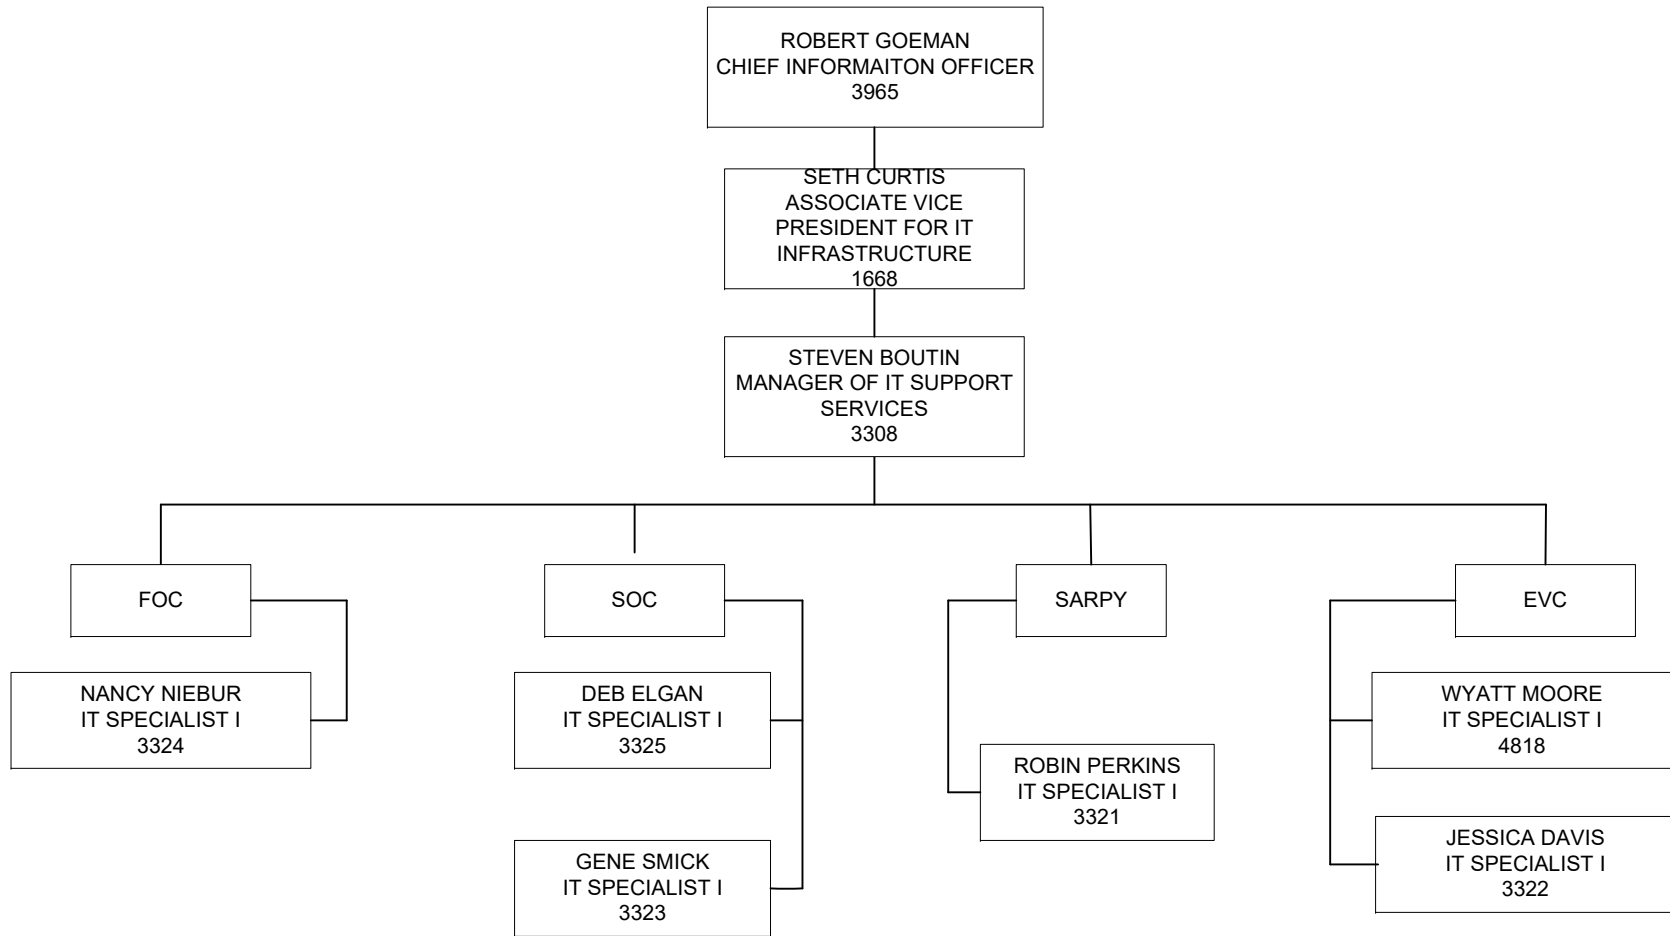 ROBERT GOEMAN
CHIEF INFORMAITON OFFICER
3965
SETH CURTIS
ASSOCIATE VICE
PRESIDENT FOR IT
INFRASTRUCTURE
1668
STEVEN BOUTIN
MANAGER OF IT SUPPORT
SERVICES
3308
FOC
SOC
SARPY
EVC
NANCY NIEBUR
IT SPECIALIST I
3324
DEB ELGAN
IT SPECIALIST I
3325
WYATT MOORE
IT SPECIALIST I
4818
ROBIN PERKINS
IT SPECIALIST I
3321
GENE SMICK
IT SPECIALIST I
3323
JESSICA DAVIS
IT SPECIALIST I
3322